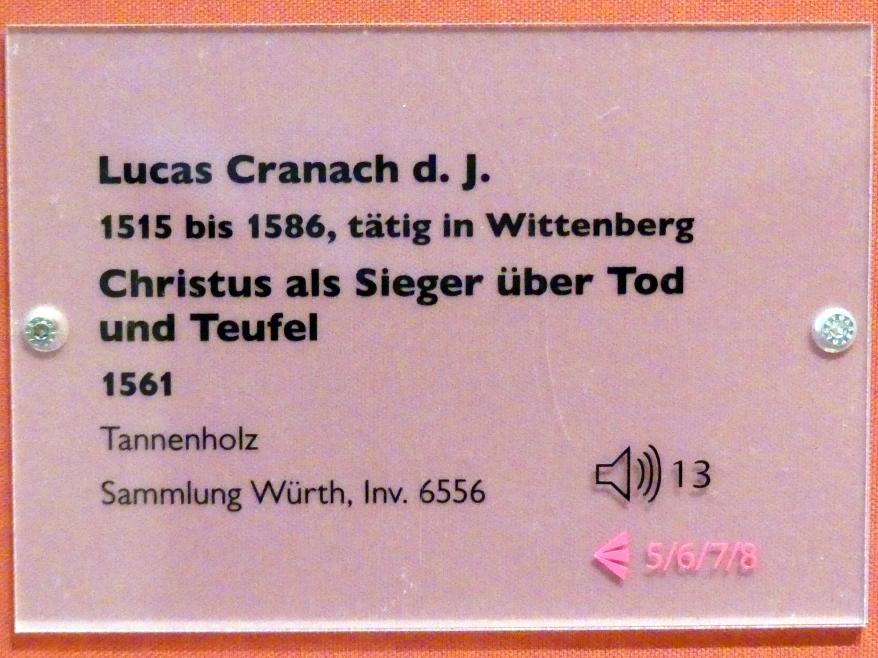 Lucas Cranach d. J.
1515 bis 1586, tätig in Wittenberg
Christus als Sieger über Tod
und Teufel
1561
Tannenholz
Sammlung Würth, Inv. 6556
13
5/6/7/8